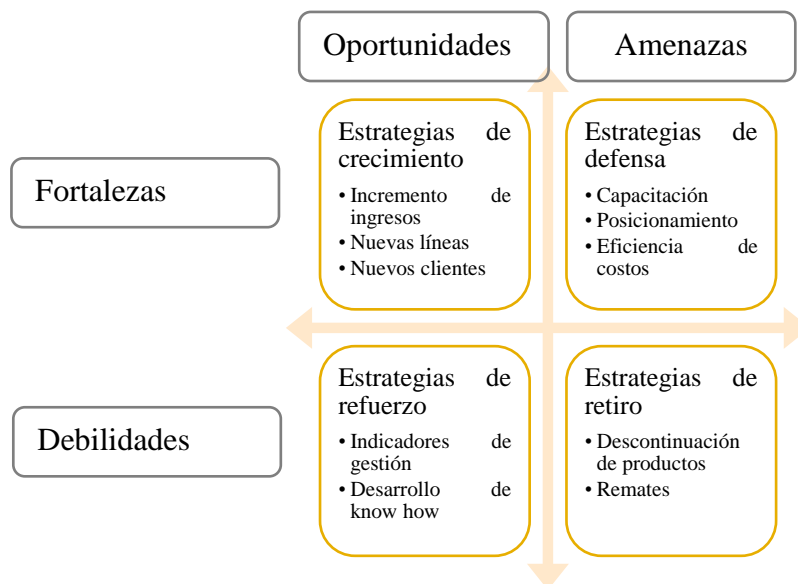 Oportunidades
Amenazas
Fortalezas
Estrategias de
crecimiento
• Incremento de
ingresos
• Nuevas líneas
• Nuevos clientes
Estrategias de
defensa
• Capacitación
• Posicionamiento
• Eficiencia de
costos
Debilidades
Estrategias de
refuerzo
• Indicadores de
gestión
• Desarrollo de
know how
Estrategias de
retiro
• Descontinuación
de productos
• Remates